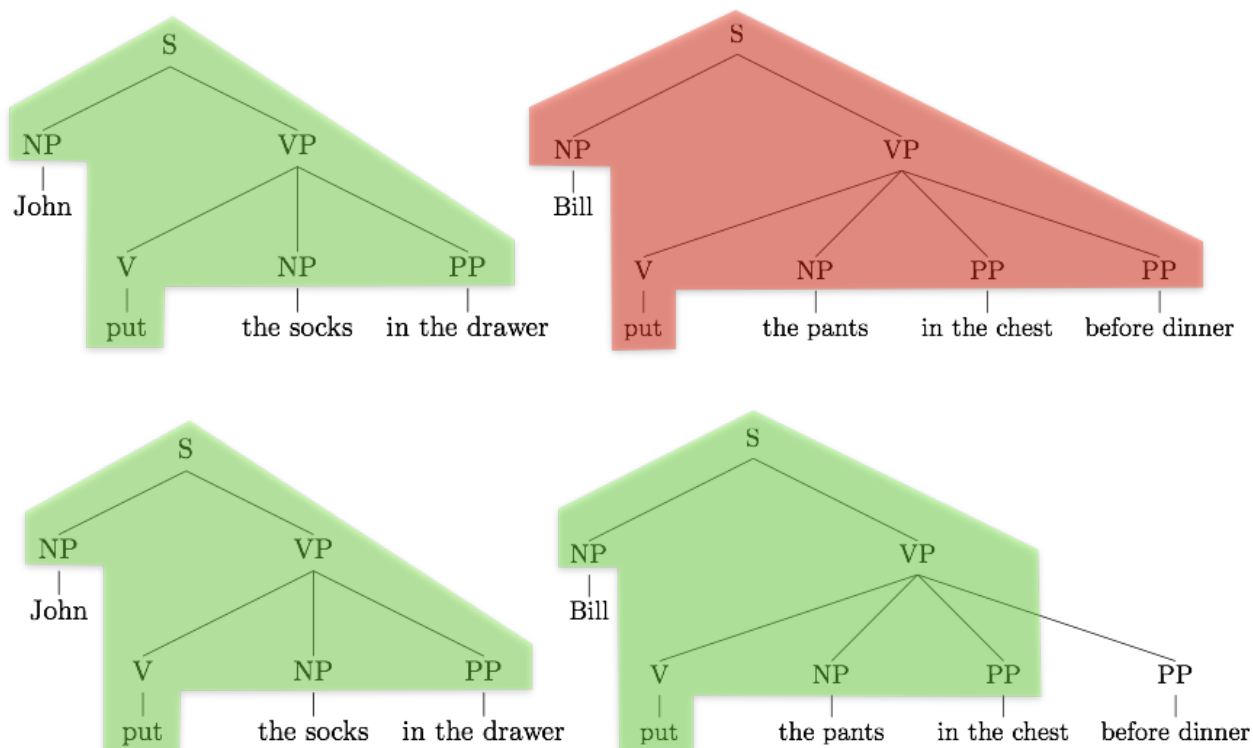 S S
NP VP NP VP
John Bill
V NP PP V NP PP PP
put the socks in the drawer put the pants in the chest before dinner
S S
NP VP NP VP
John Bill
V NP PP V NP PP PP
put the socks in the drawer put the pants in the chest before dinner